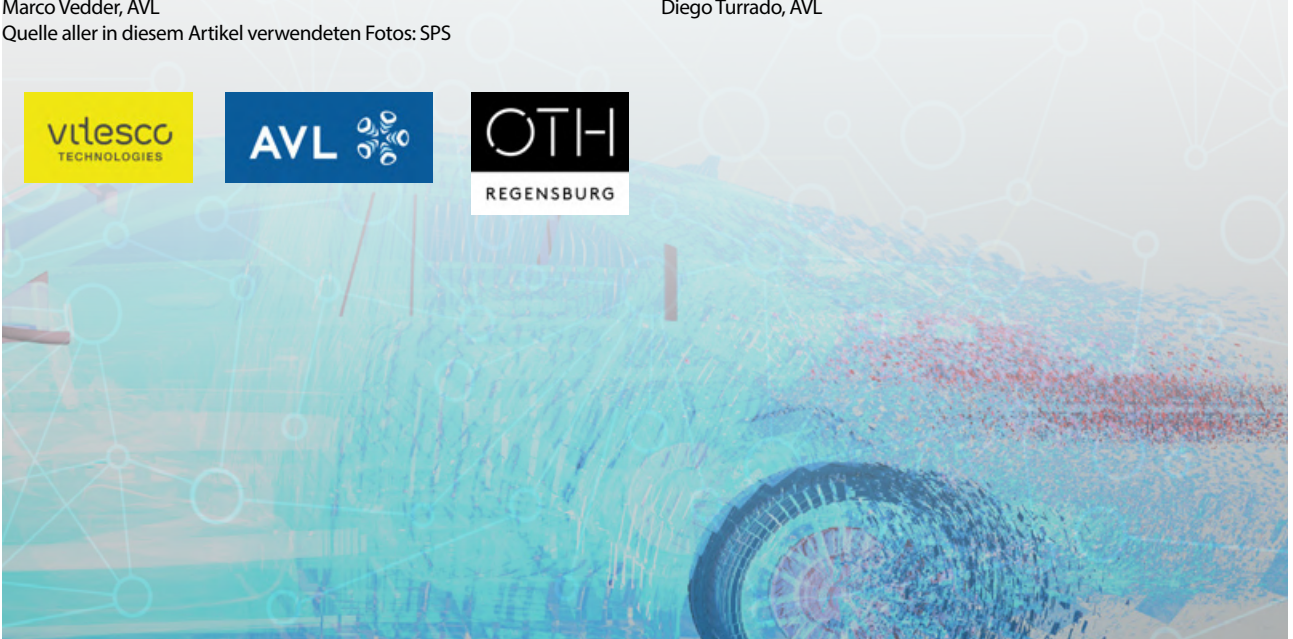 Marco Vedder, AVL
Diego Turrado, AVL
Quelle aller in diesem Artikel verwendeten Fotos: SPS
vitesco
TECHNOLOGIES
AVL
OTH
REGENSBURG